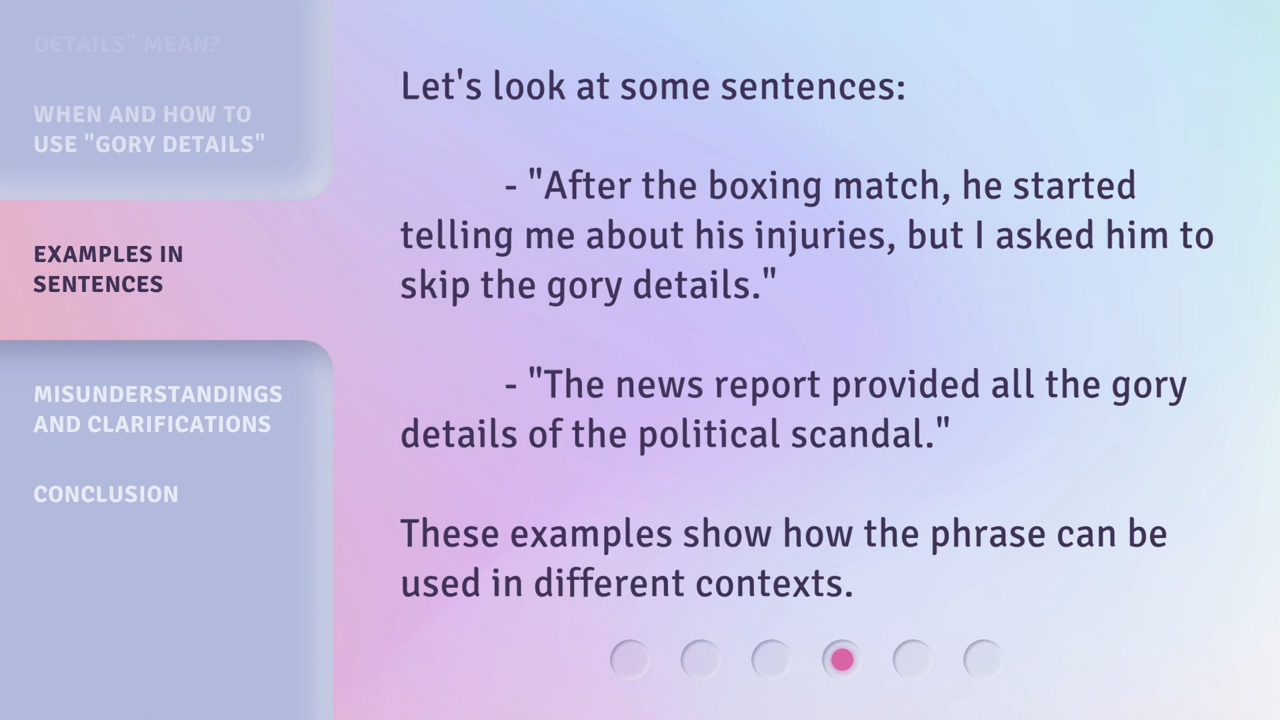 DETAILS" MEAN?
WHEN AND HOW TO
USE "GORY DETAILS"
EXAMPLES IN
SENTENCES
MISUNDERSTANDINGS
AND CLARIFICATIONS
CONCLUSION
Let's look at some sentences:
- "After the boxing match, he started
telling me about his injuries, but I asked him to
skip the gory details."
- "The news report provided all the gory
details of the political scandal."
These examples show how the phrase can be
used in different contexts.